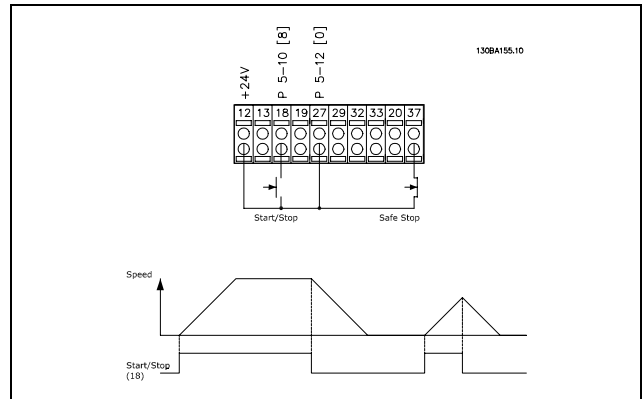 P 5-10 [8]
P 5-12 [0]
130BA155.10
+24V
12 13 18 19 27 29 32 33 20 37
Start/Stop
Safe Stop
Speed
Start/Stop
(18)